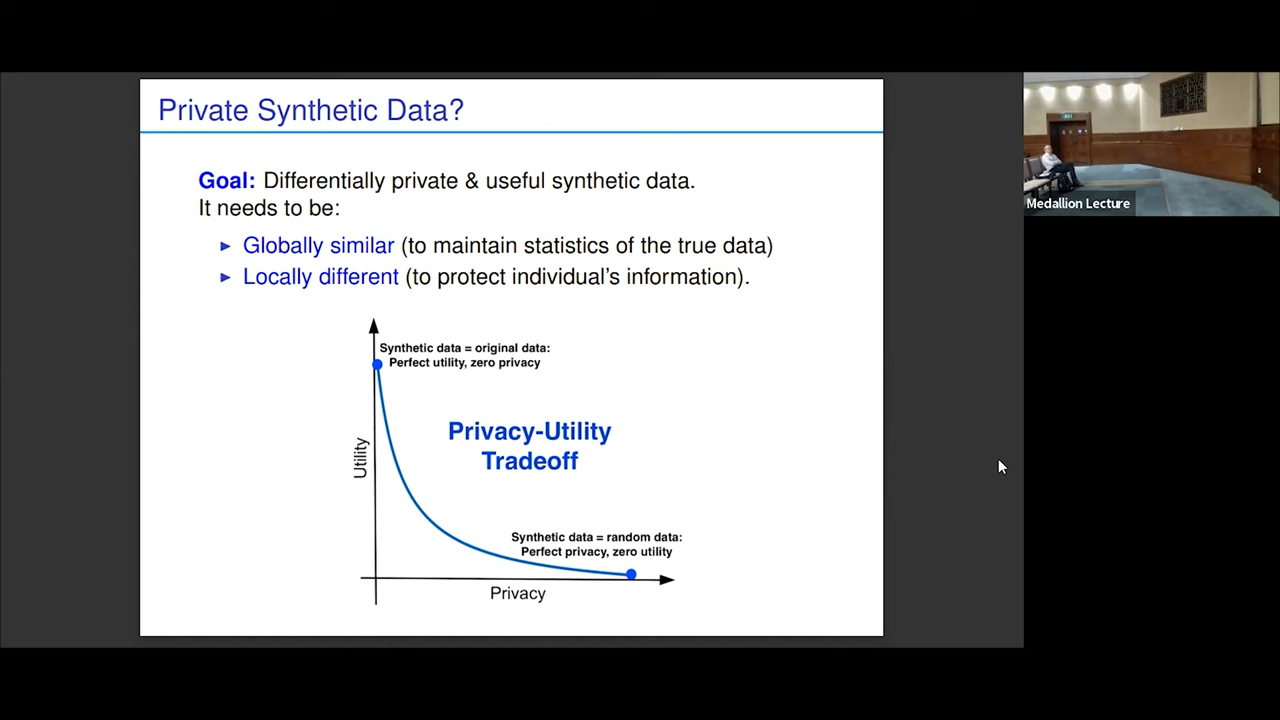 Private Synthetic Data?
Goal: Differentially private & useful synthetic data.
It needs to be:
Globally similar (to maintain statistics of the true data)
Locally different (to protect individual's information).
Synthetic data = original data:
Perfect utility, zero privacy
Privacy-Utility
Tradeoff
Utility
Synthetic data = random data:
Perfect privacy, zero utility
Privacy
Medallion Lecture